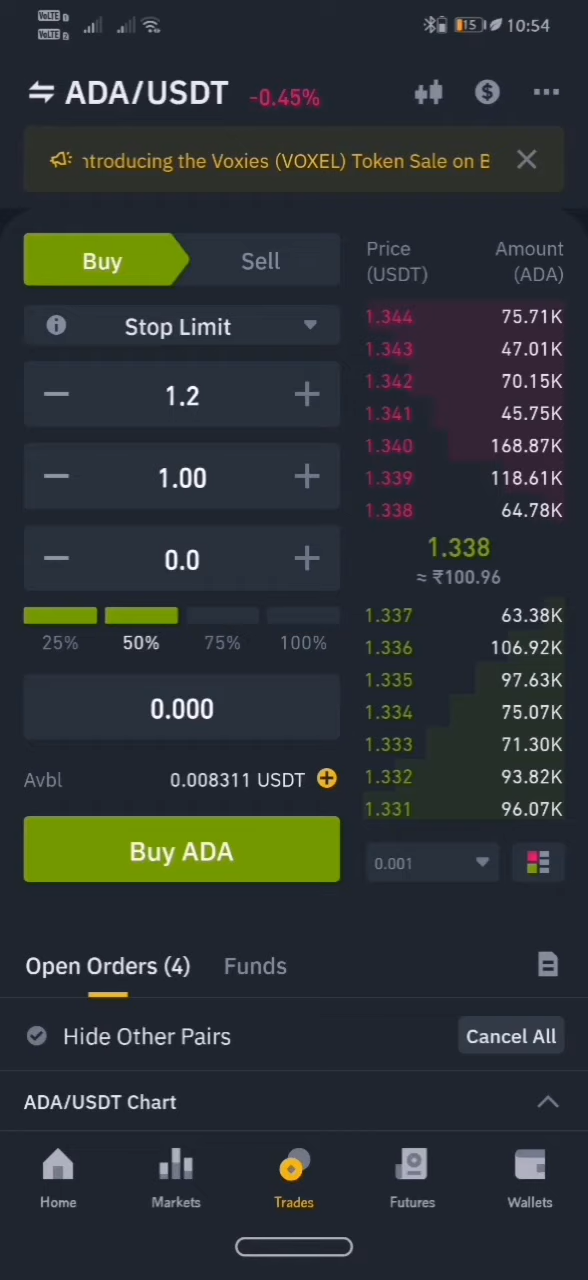 VoLTE
VoLTE 2
15
10:54
ADA/USDT -0.45%
ntroducing the Voxies (VOXEL) Token Sale on B
Buy
Sell
Stop Limit
1.2
1.00
0.0
25% 50% 75% 100%
0.000
Avbl 0.008311 USDT
Buy ADA
Price (USDT) Amount (ADA)
1.344 75.71K
1.343 47.01K
1.342 70.15K
1.341 45.75K
1.340 168.87K
1.339 118.61K
1.338 64.78K
1.338
≈ ₹100.96
1.337 63.38K
1.336 106.92K
1.335 97.63K
1.334 75.07K
1.333 71.30K
1.332 93.82K
1.331 96.07K
0.001
Open Orders (4) Funds
Hide Other Pairs Cancel All
ADA/USDT Chart
Home Markets Trades Futures Wallets